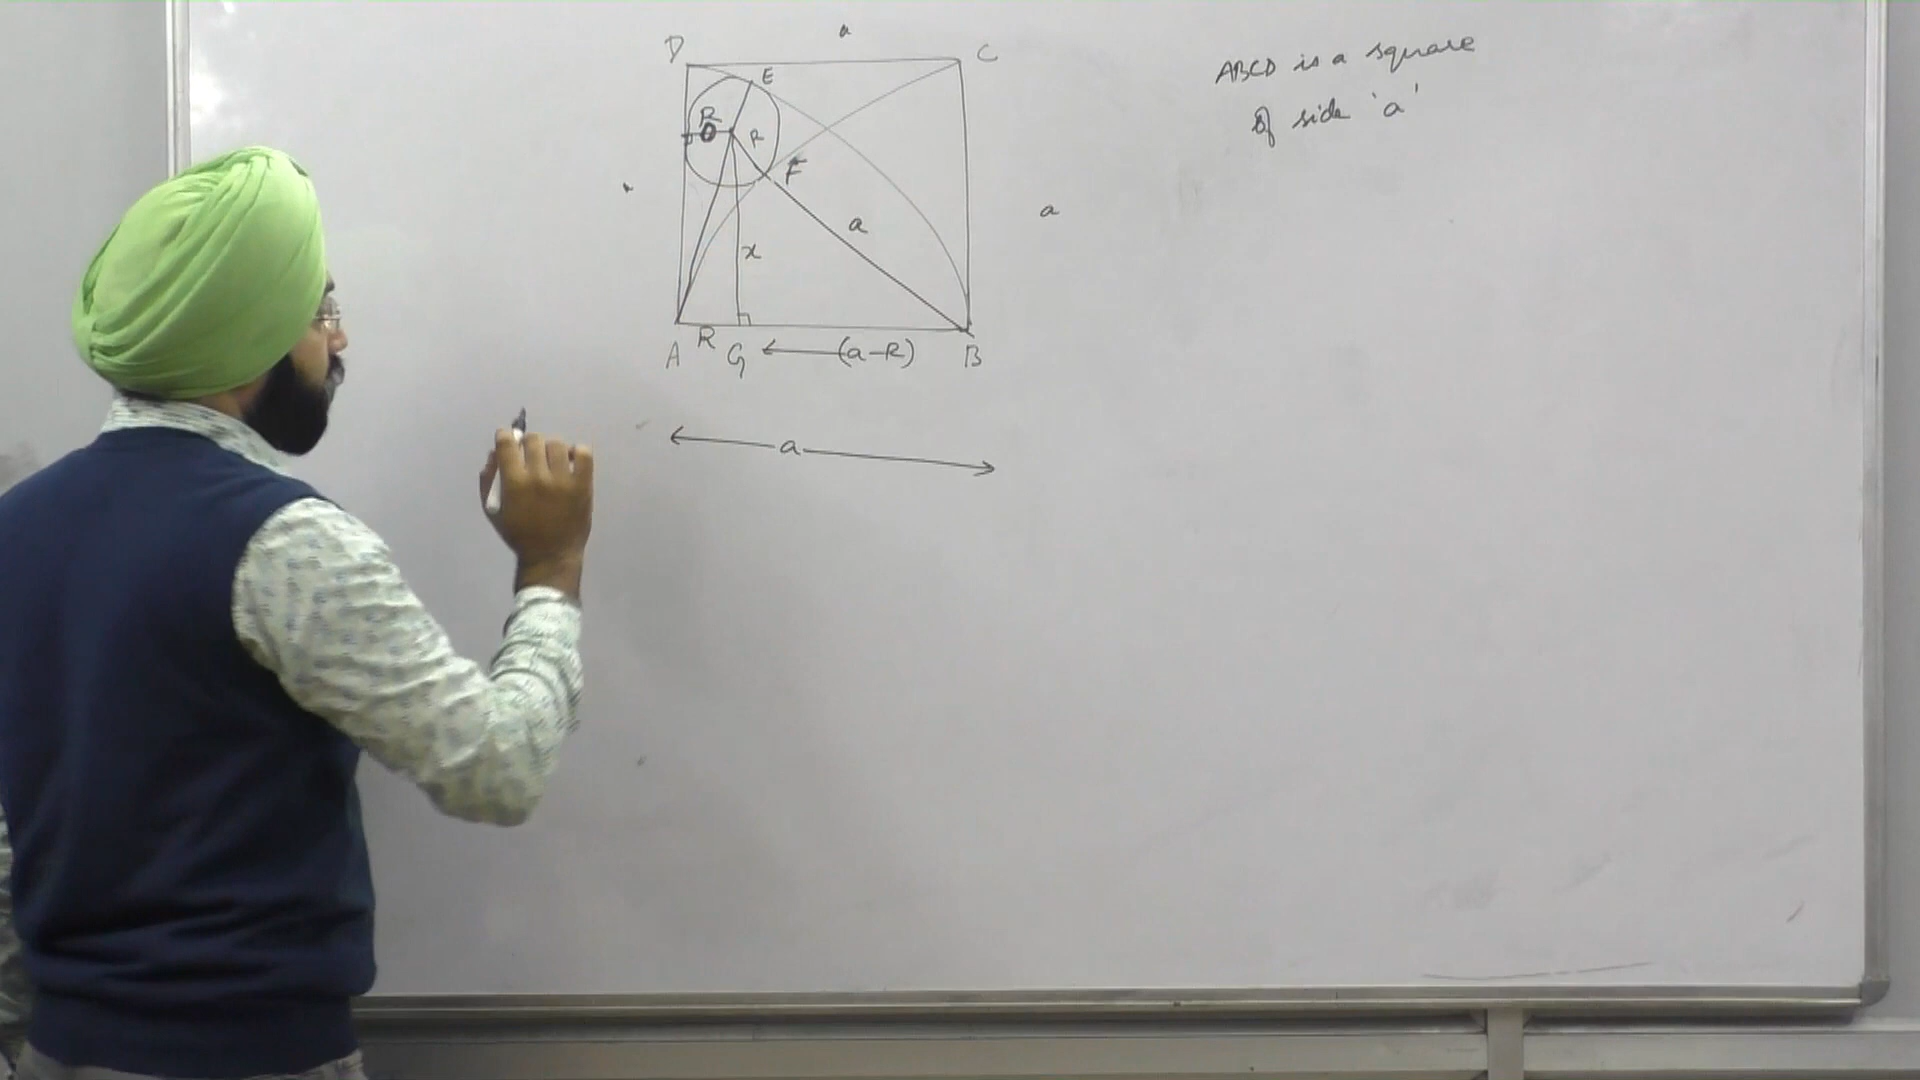 a
D
C
E
R
O
R
F
a
a
x
A
R
G
(a-R)
B
a
ABCD is a square
of side 'a'